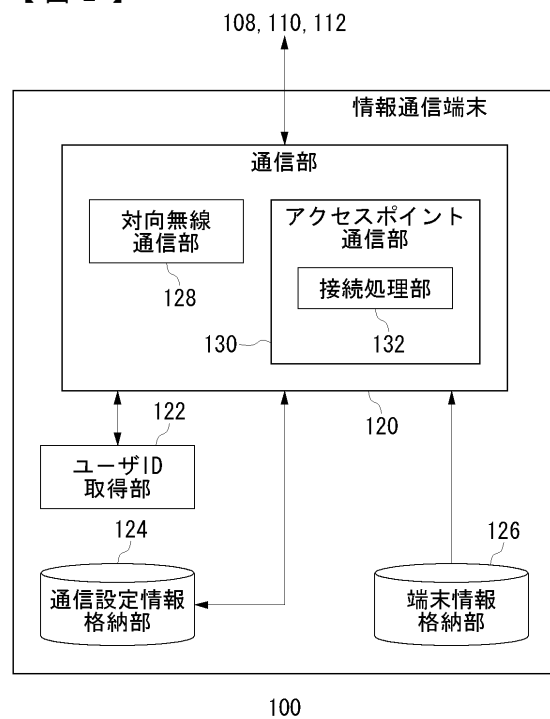 108, 110, 112
情報通信端末
通信部
対向無線
通信部
128
アクセスポイント
通信部
接続処理部
132
130
120
122
ユーザID
取得部
124
通信設定情報
格納部
126
端末情報
格納部
100